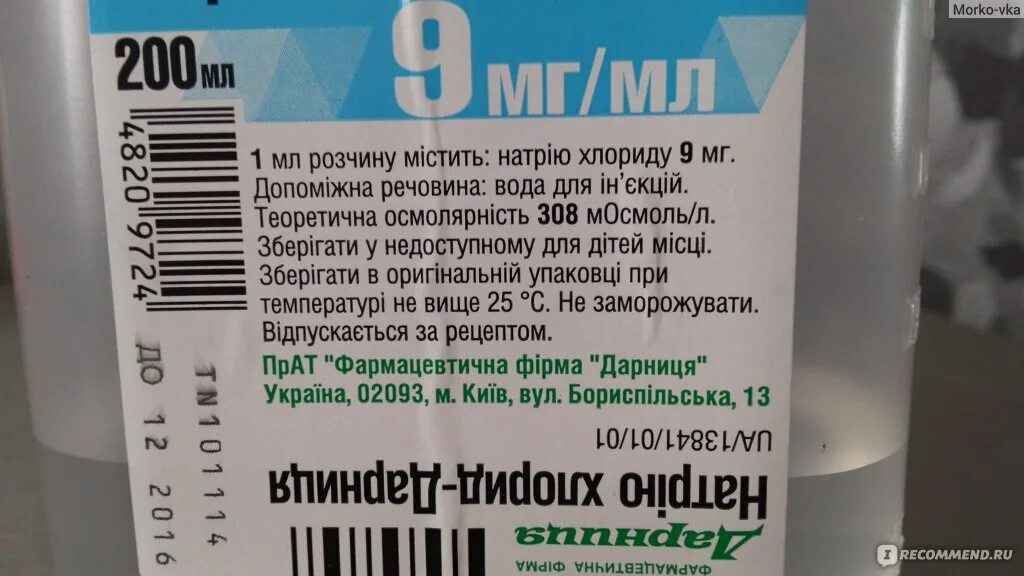 Morko-vka
200 мл
9 мг/мл
1 мл розчину містить: натрію хлориду 9 мг.
Допоміжна речовина: вода для ін'єкцій.
Теоретична осмолярність 308 мОсмоль/л.
Зберігати у недоступному для дітей місці.
Зберігати в оригінальній упаковці при
температурі не вище 25 °С. Не заморожувати.
Відпускається за рецептом.
ПрАТ "Фармацевтична фірма "Дарниця"
Україна, 02093, м. Київ, вул. Бориспільська, 13
4820 9724
ДО 12 2016
TN101114
UA/13841/01/01
Натрію хлорид-Дарниця
Дарниця
ФАРМАЦЕВТИЧНА ФІРМА
IRECOMMEND.RU